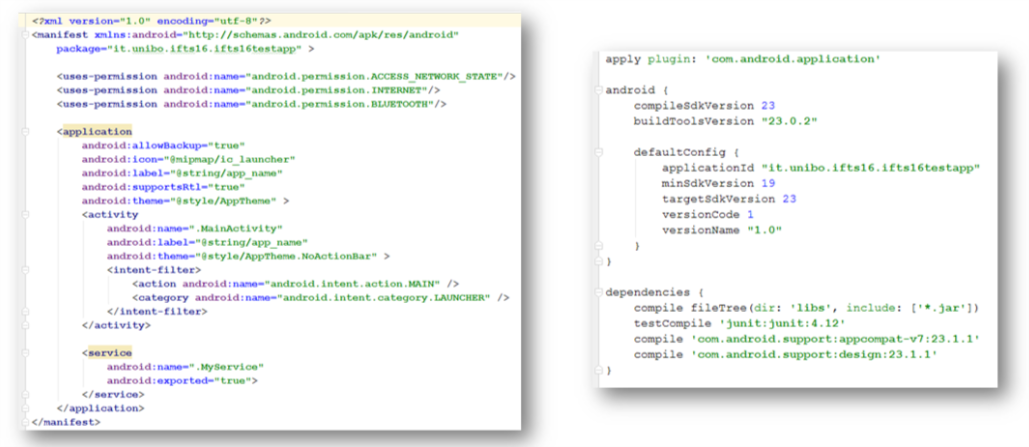 <?xml version="1.0" encoding="utf-8"?>
<manifest xmlns:android="http://schemas.android.com/apk/res/android"
    package="it.unibo.ifts16.ifts16testapp" >

    <uses-permission android:name="android.permission.ACCESS_NETWORK_STATE"/>
    <uses-permission android:name="android.permission.INTERNET"/>
    <uses-permission android:name="android.permission.BLUETOOTH"/>

    <application
        android:allowBackup="true"
        android:icon="@mipmap/ic_launcher"
        android:label="@string/app_name"
        android:supportsRtl="true"
        android:theme="@style/AppTheme" >
        <activity
            android:name=".MainActivity"
            android:label="@string/app_name"
            android:theme="@style/AppTheme.NoActionBar" >
            <intent-filter>
                <action android:name="android.intent.action.MAIN" />
                <category android:name="android.intent.category.LAUNCHER" />
            </intent-filter>
        </activity>

        <service
            android:name=".MyService"
            android:exported="true">
        </service>
    </application>
</manifest>
apply plugin: 'com.android.application'

android {
    compileSdkVersion 23
    buildToolsVersion "23.0.2"

    defaultConfig {
        applicationId "it.unibo.ifts16.ifts16testapp"
        minSdkVersion 19
        targetSdkVersion 23
        versionCode 1
        versionName "1.0"
    }
}

dependencies {
    compile fileTree(dir: 'libs', include: ['*.jar'])
    testCompile 'junit:junit:4.12'
    compile 'com.android.support:appcompat-v7:23.1.1'
    compile 'com.android.support:design:23.1.1'
}